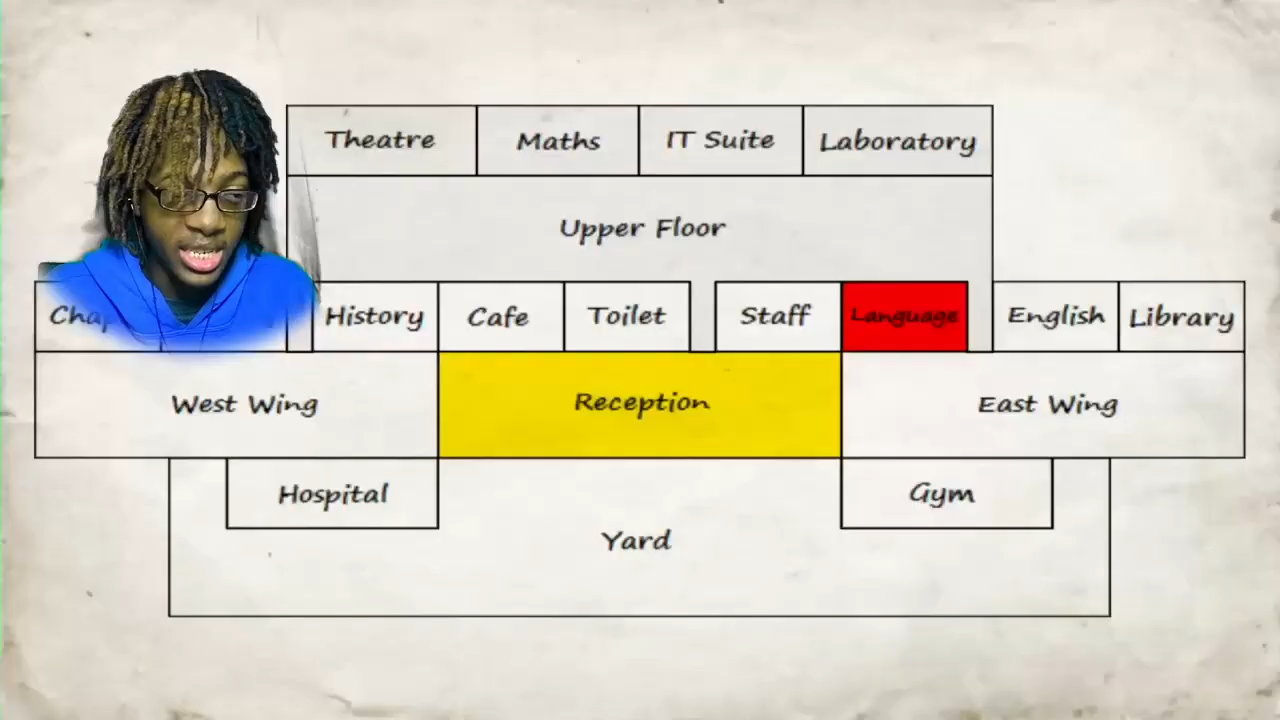 Theatre
Maths
IT Suite
Laboratory
Upper Floor
History
Cafe
Toilet
Staff
Language
English
Library
West Wing
Reception
East Wing
Hospital
Gym
Yard